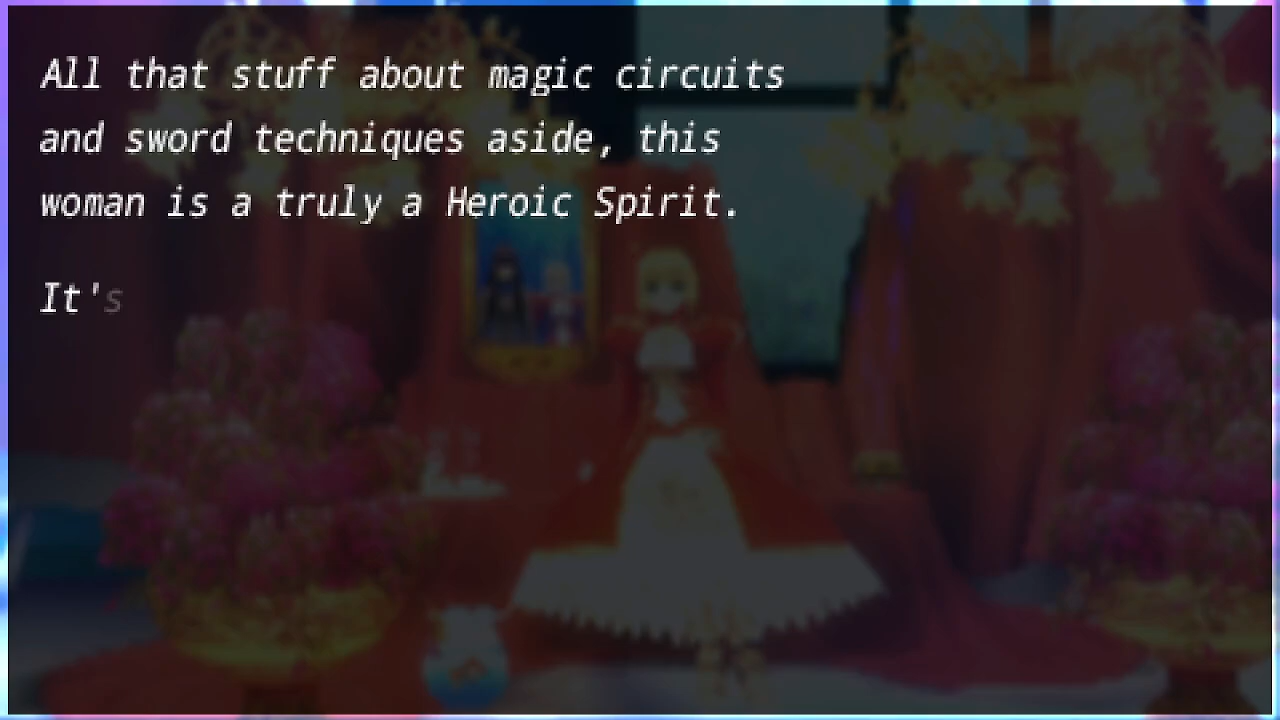 All that stuff about magic circuits
and sword techniques aside, this
woman is a truly a Heroic Spirit.
It's